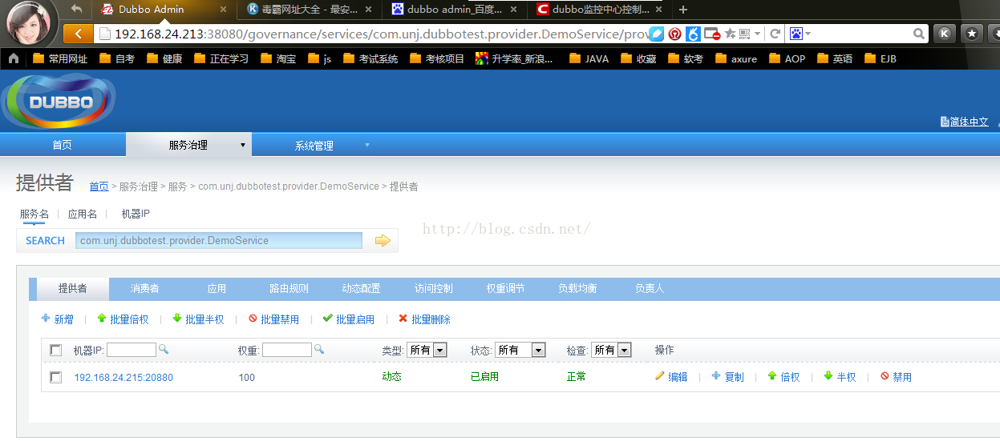 Dubbo Admin
毒霸网址大全 - 最安...
dubbo admin_百度...
dubbo监控中心控制...
192.168.24.213:38080/governance/services/com.unj.dubbotest.provider.DemoService/prov
常用网址 自考 健康 正在学习 淘宝 js 考试系统 考核项目 升学率_新浪... JAVA 收藏 软考 axure AOP 英语 EJB
DUBBO
简体中文
首页 服务治理 系统管理
提供者 首页 > 服务治理 > 服务 > com.unj.dubbotest.provider.DemoService > 提供者
服务名 | 应用名 | 机器IP
http://blog.csdn.net/
SEARCH com.unj.dubbotest.provider.DemoService
提供者 消费者 应用 路由规则 动态配置 访问控制 权重调节 负载均衡 负责人
新增 | 批量倍权 | 批量半权 | 批量禁用 | 批量启用 | 批量删除
机器IP: 权重: 类型: 所有 状态: 所有 检查: 所有 操作
192.168.24.215:20880 100 动态 已启用 正常 编辑 | 复制 | 倍权 | 半权 | 禁用